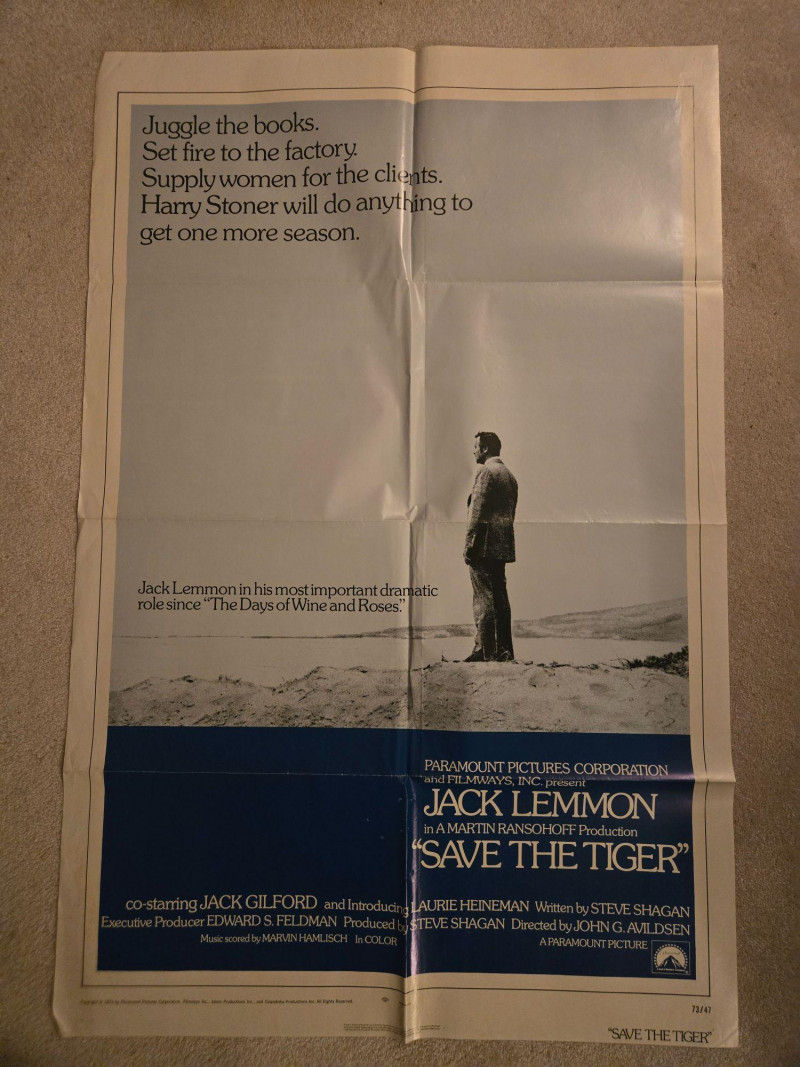 Juggle the books.
Set fire to the factory.
Supply women for the clients.
Harry Stoner will do anything to
get one more season.
Jack Lemmon in his most important dramatic
role since “The Days of Wine and Roses.”
PARAMOUNT PICTURES CORPORATION
and FILMWAYS, INC. present
JACK LEMMON
in A MARTIN RANSOHOFF Production
“SAVE THE TIGER”
co-starring JACK GILFORD and Introducing LAURIE HEINEMAN Written by STEVE SHAGAN
Executive Producer EDWARD S. FELDMAN Produced by STEVE SHAGAN Directed by JOHN G. AVILDSEN
Music scored by MARVIN HAMLISCH In COLOR
A PARAMOUNT PICTURE
All Rights Reserved.
73/47
“SAVE THE TIGER”